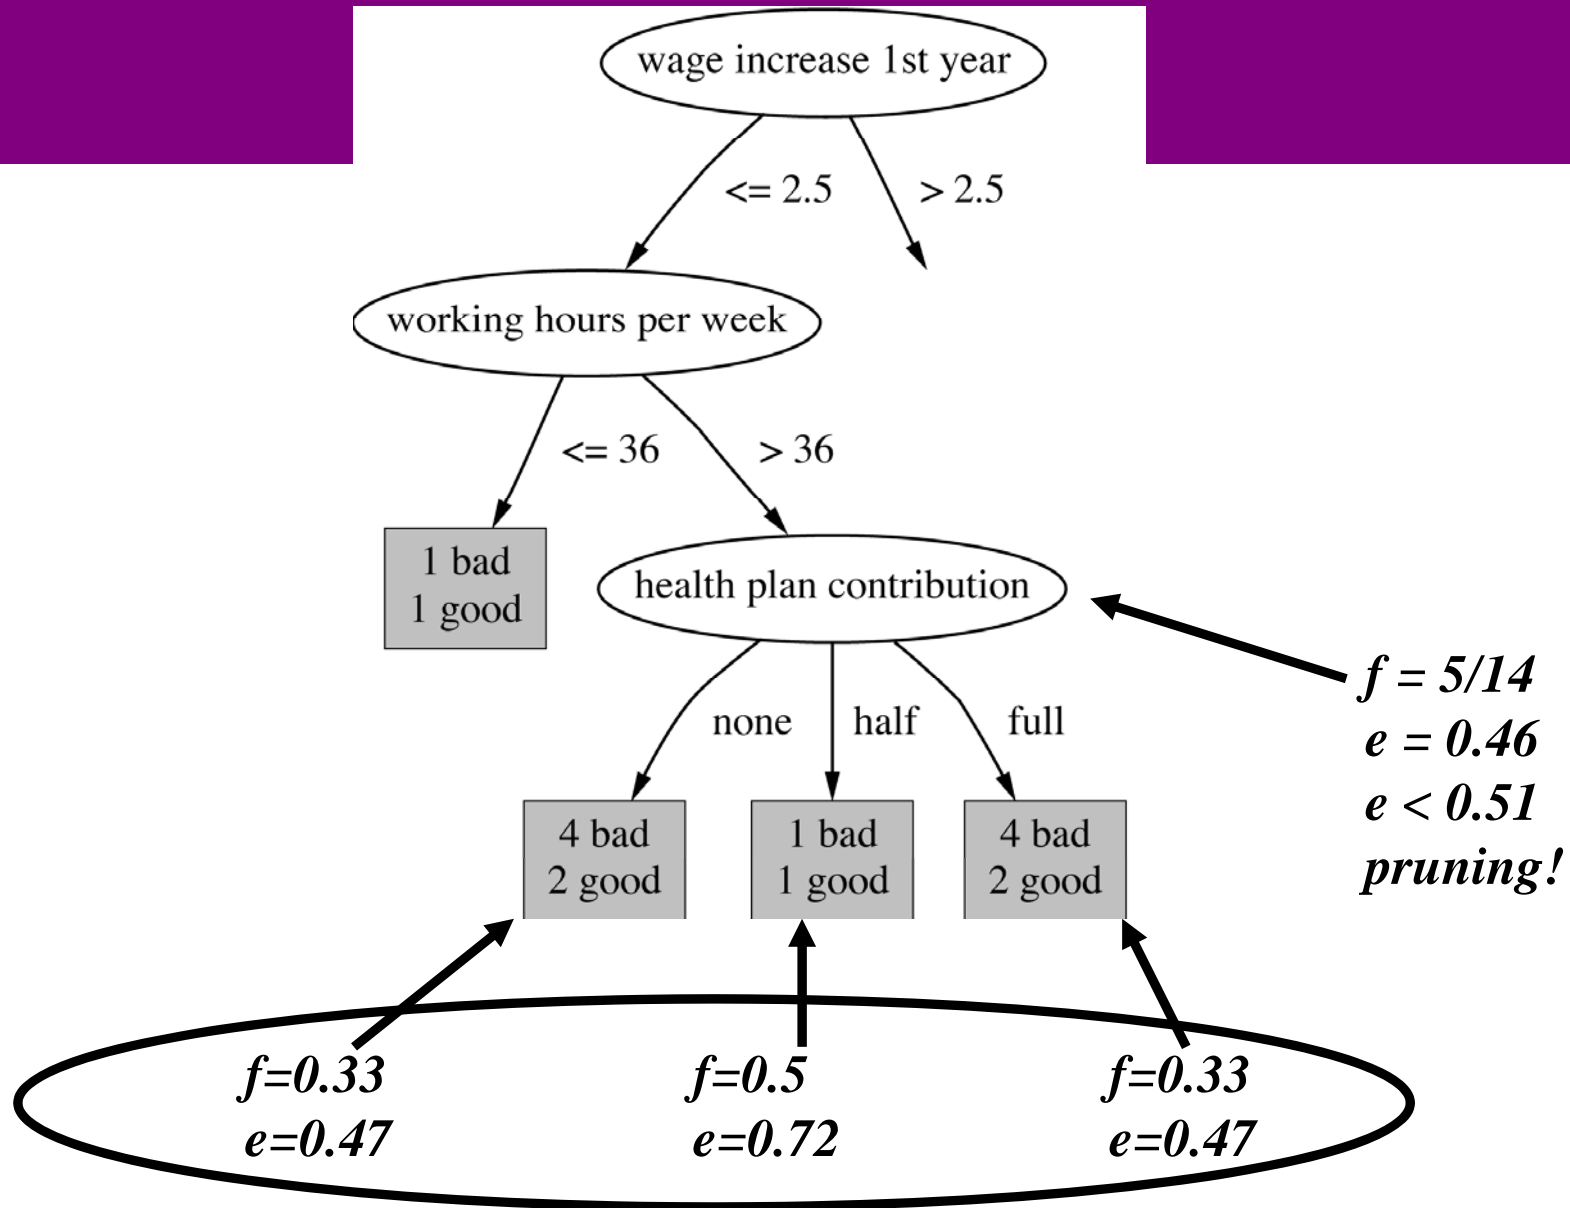 wage increase 1st year
<= 2.5
> 2.5
working hours per week
<= 36
> 36
1 bad
1 good
health plan contribution
f = 5/14
e = 0.46
e < 0.51
pruning!
none
half
full
4 bad
2 good
1 bad
1 good
4 bad
2 good
f=0.33
e=0.47
f=0.5
e=0.72
f=0.33
e=0.47